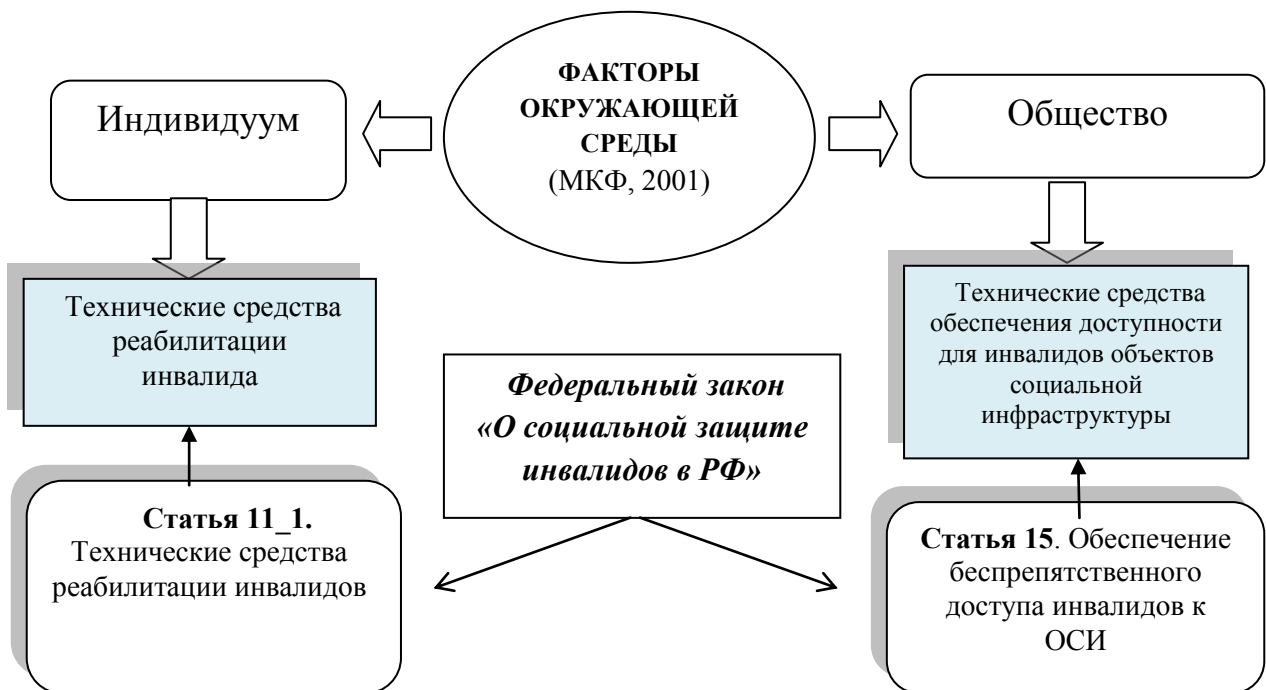 ФАКТОРЫ
ОКРУЖАЮЩЕЙ
СРЕДЫ
(МКФ, 2001)
Индивидуум
Общество
Технические средства
реабилитации
инвалида
Технические средства
обеспечения доступности
для инвалидов объектов
социальной
инфраструктуры
Федеральный закон
«О социальной защите
инвалидов в РФ»
Статья 11_1.
Технические средства
реабилитации инвалидов
Статья 15. Обеспечение
беспрепятственного
доступа инвалидов к
ОСИ